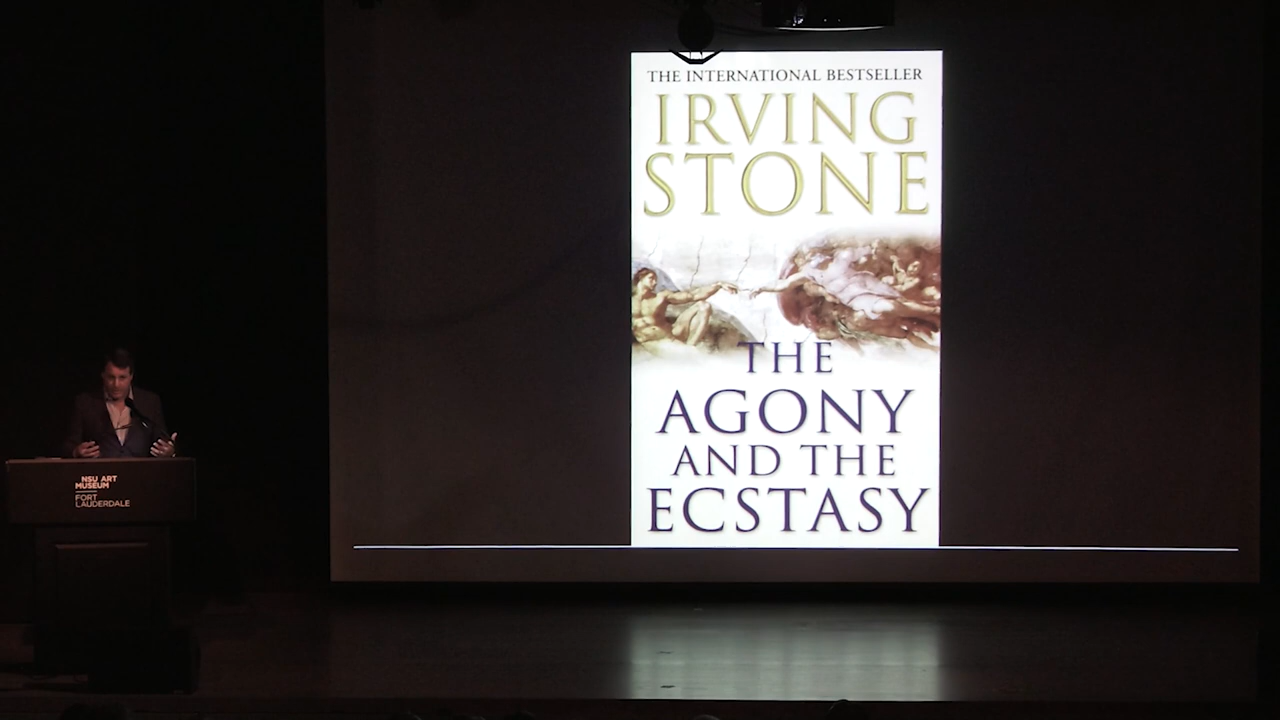 THE INTERNATIONAL BESTSELLER
IRVING
STONE
THE
AGONY
AND THE
ECSTASY
NSU ART
MUSEUM
FORT
LAUDERDALE